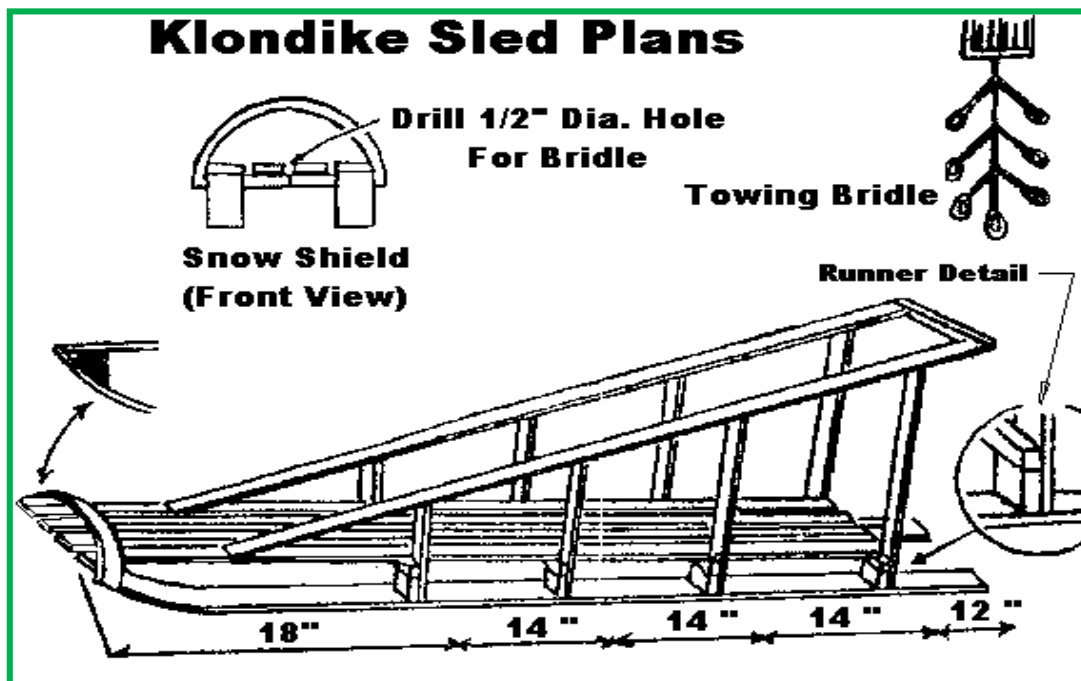 Klondike Sled Plans
Drill 1/2" Dia. Hole
For Bridle
Towing Bridle
Snow Shield
(Front View)
Runner Detail
18"
14 "
14 "
14 "
12 "